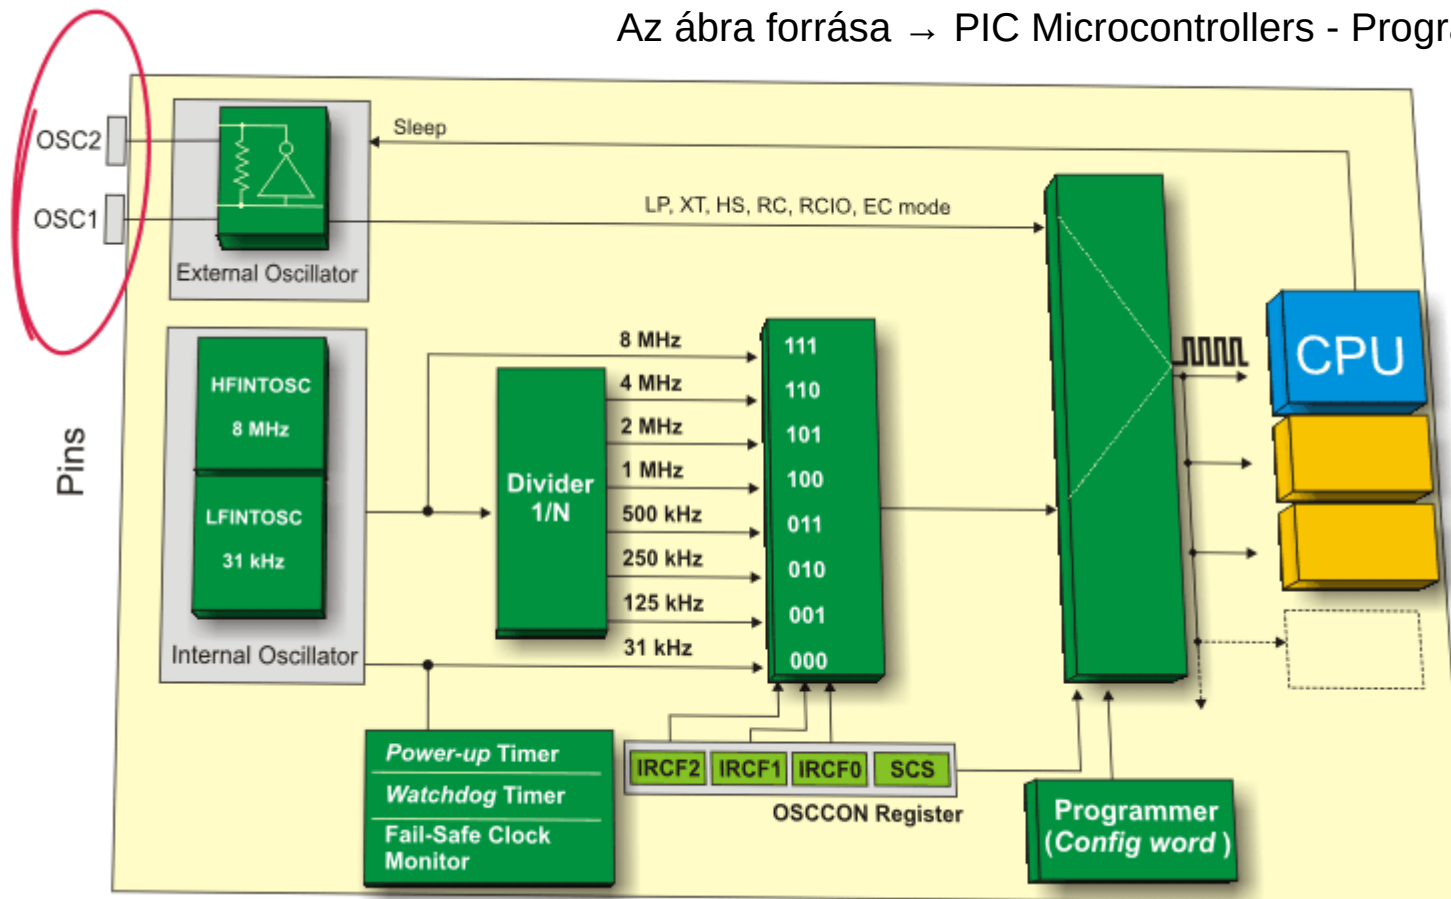 Az ábra forrása → PIC Microcontrollers - Progra
OSC2
OSC1
Pins
External Oscillator
Sleep
LP, XT, HS, RC, RCIO, EC mode
HFINTOSC
8 MHz
LFINTOSC
31 kHz
Internal Oscillator
Divider
1/N
8 MHz
4 MHz
2 MHz
1 MHz
500 kHz
250 kHz
125 kHz
31 kHz
111
110
101
100
011
010
001
000
CPU
Power-up Timer
Watchdog Timer
Fail-Safe Clock
Monitor
IRCF2 IRCF1 IRCF0 SCS
OSCCON Register
Programmer
(Config word )